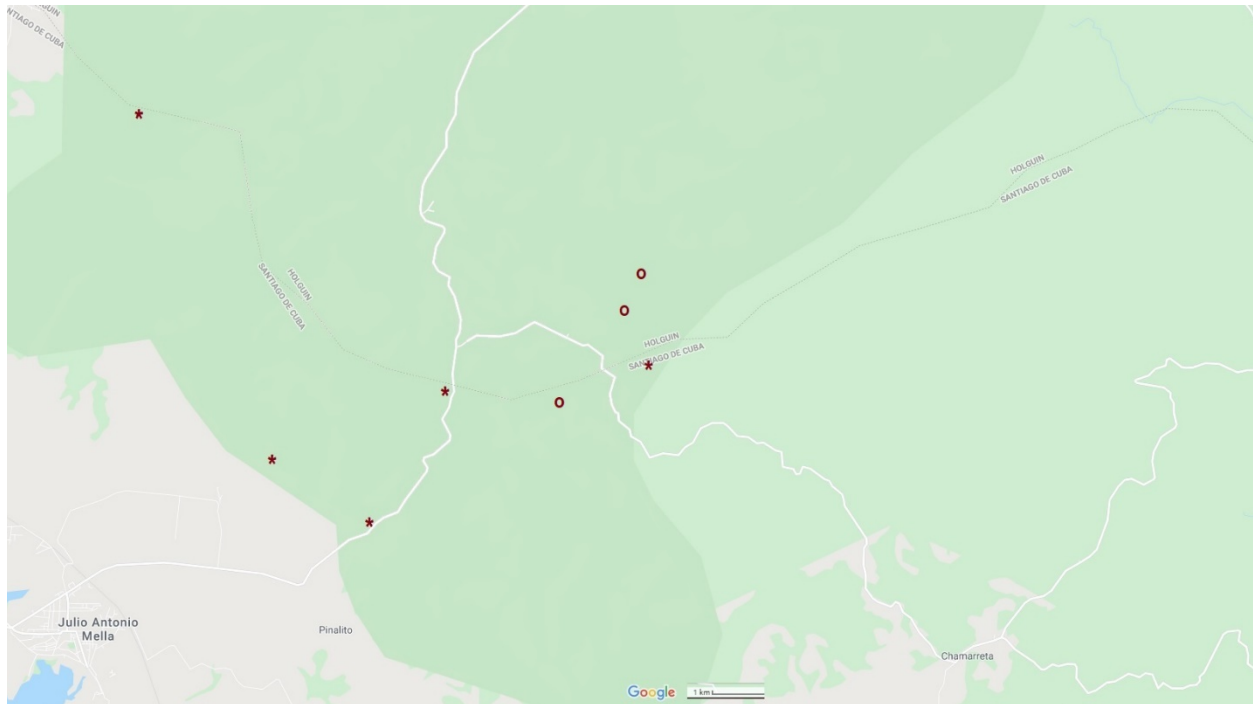 HOLGUIN
SANTIAGO DE CUBA
*
HOLGUIN
SANTIAGO DE CUBA
o
HOLGUIN
SANTIAGO DE CUBA
o
HOLGUIN
SANTIAGO DE CUBA
*
*
o
*
*
Julio Antonio
Mella
Pinalito
Chamarreta
Google
1 km